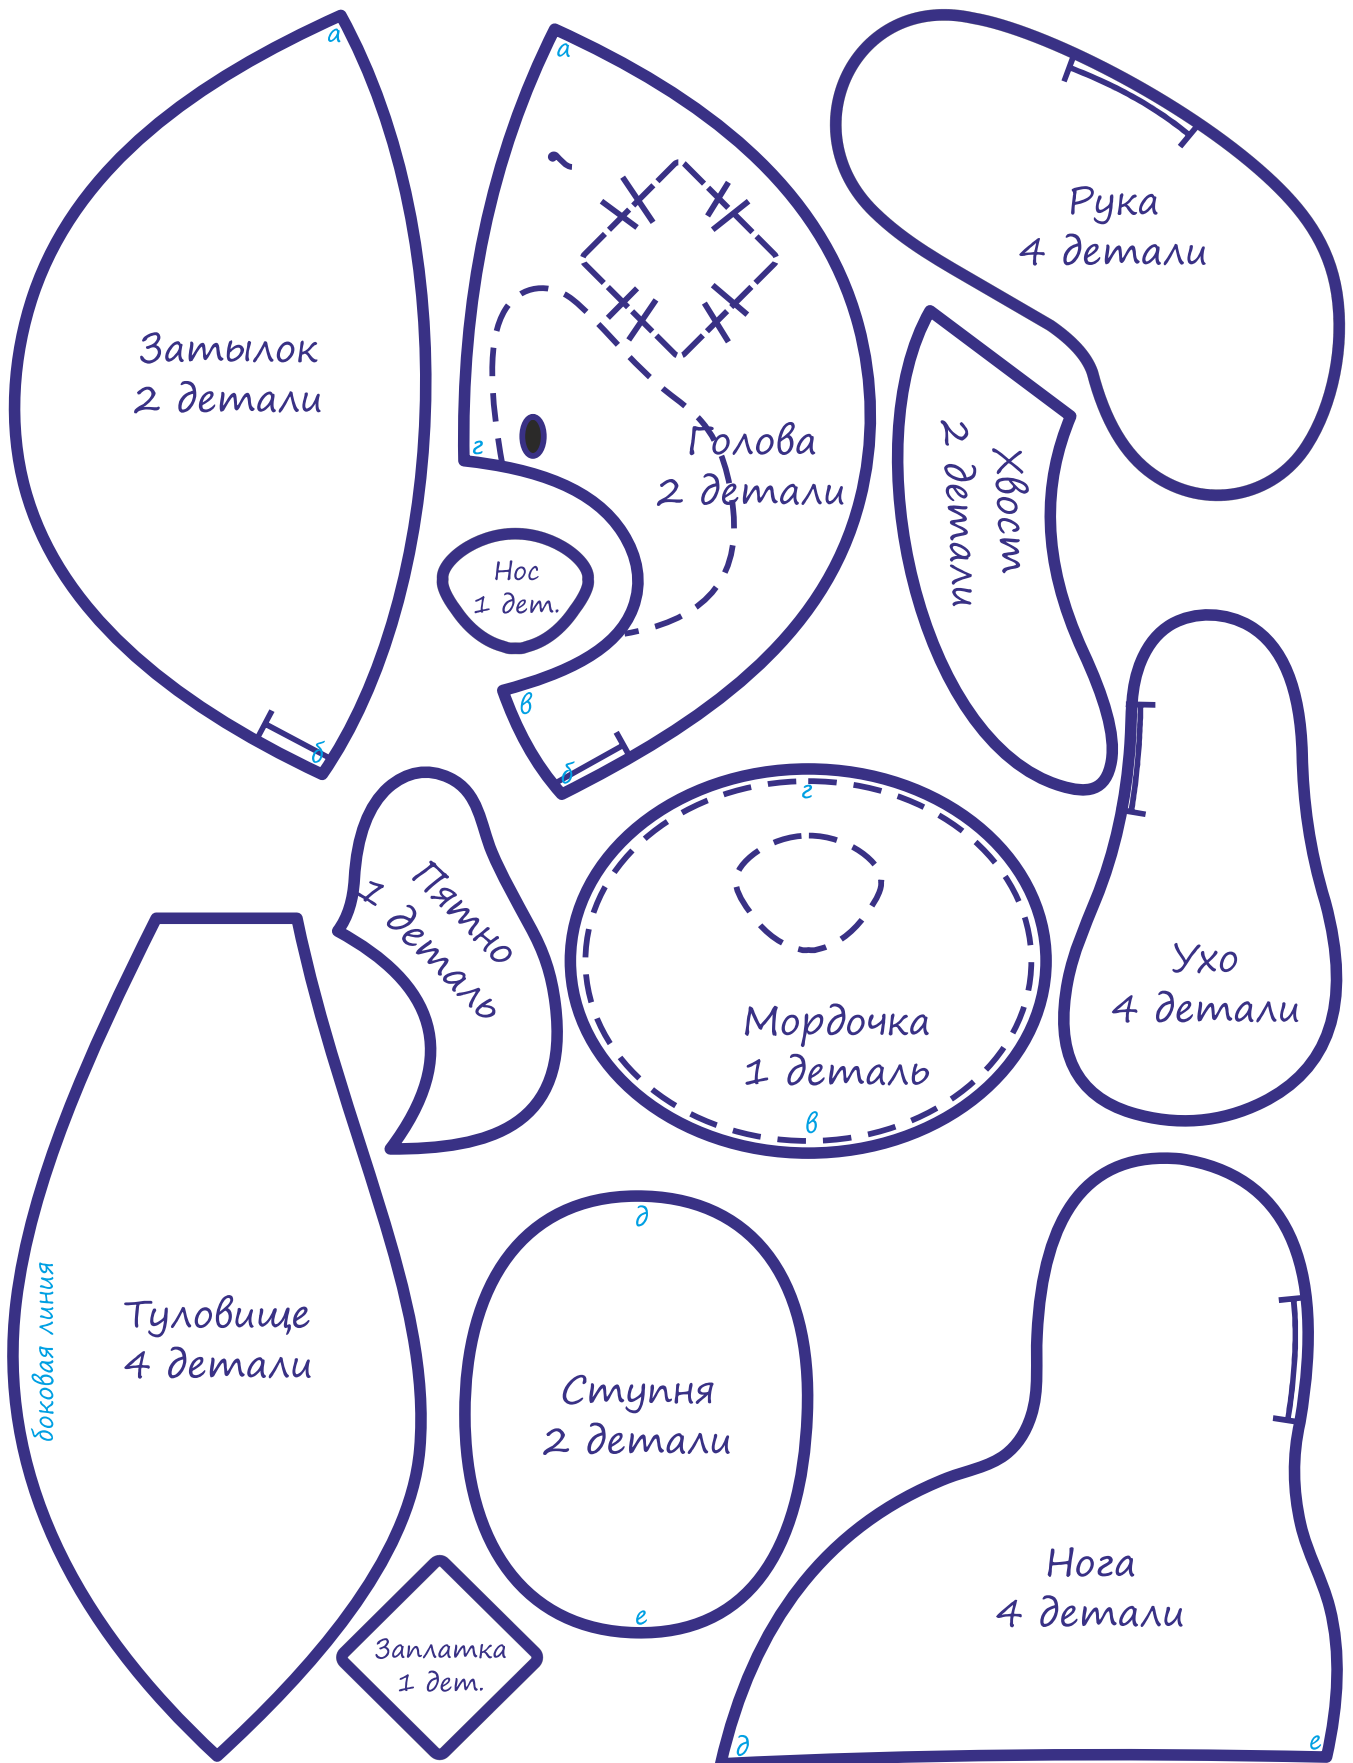 а
Затылок
2 детали
б
а
г
Голова
2 детали
в
б
Нос
1 дет.
Рука
4 детали
Хвост
2 детали
Пятно
1 деталь
г
Мордочка
1 деталь
в
Ухо
4 детали
боковая линия
Туловище
4 детали
д
Ступня
2 детали
е
Заплатка
1 дет.
Нога
4 детали
д
е